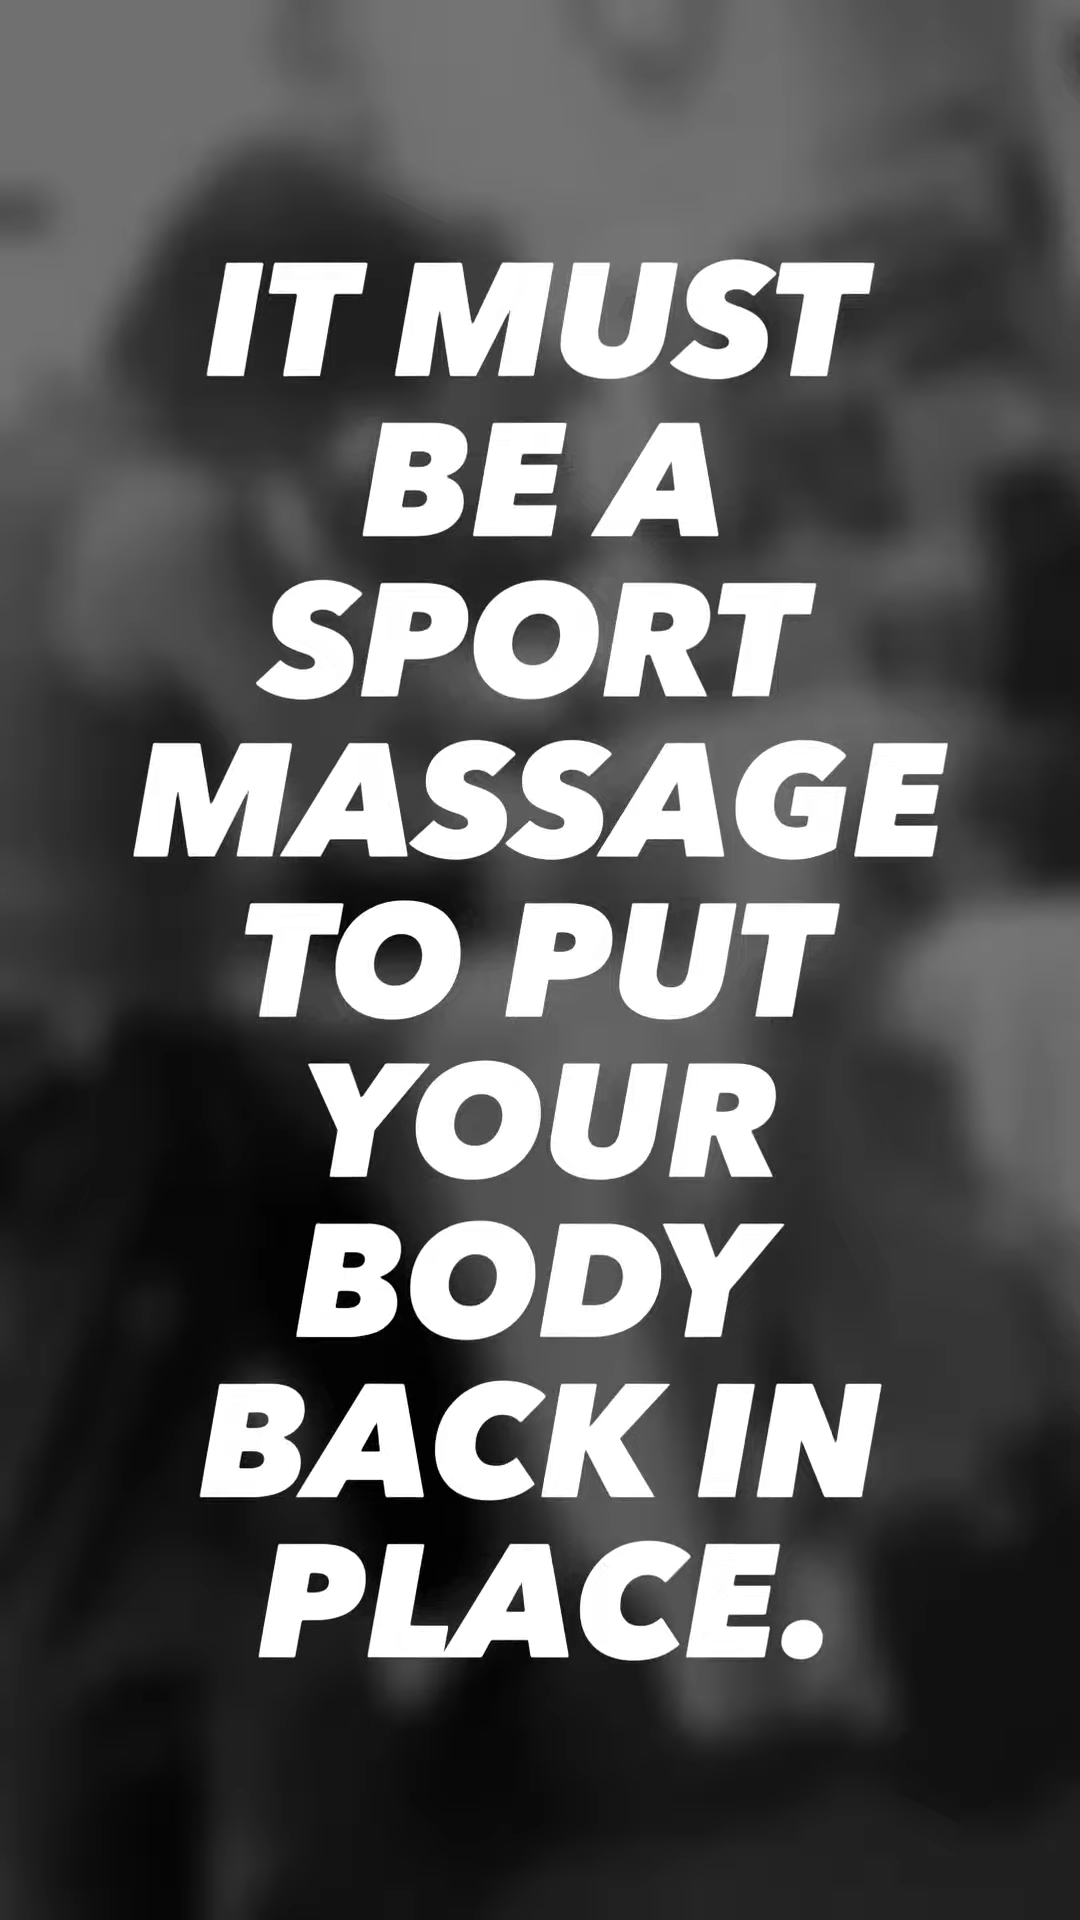 IT MUST
BE A
SPORT
MASSAGE
TO PUT
YOUR
BODY
BACK IN
PLACE.